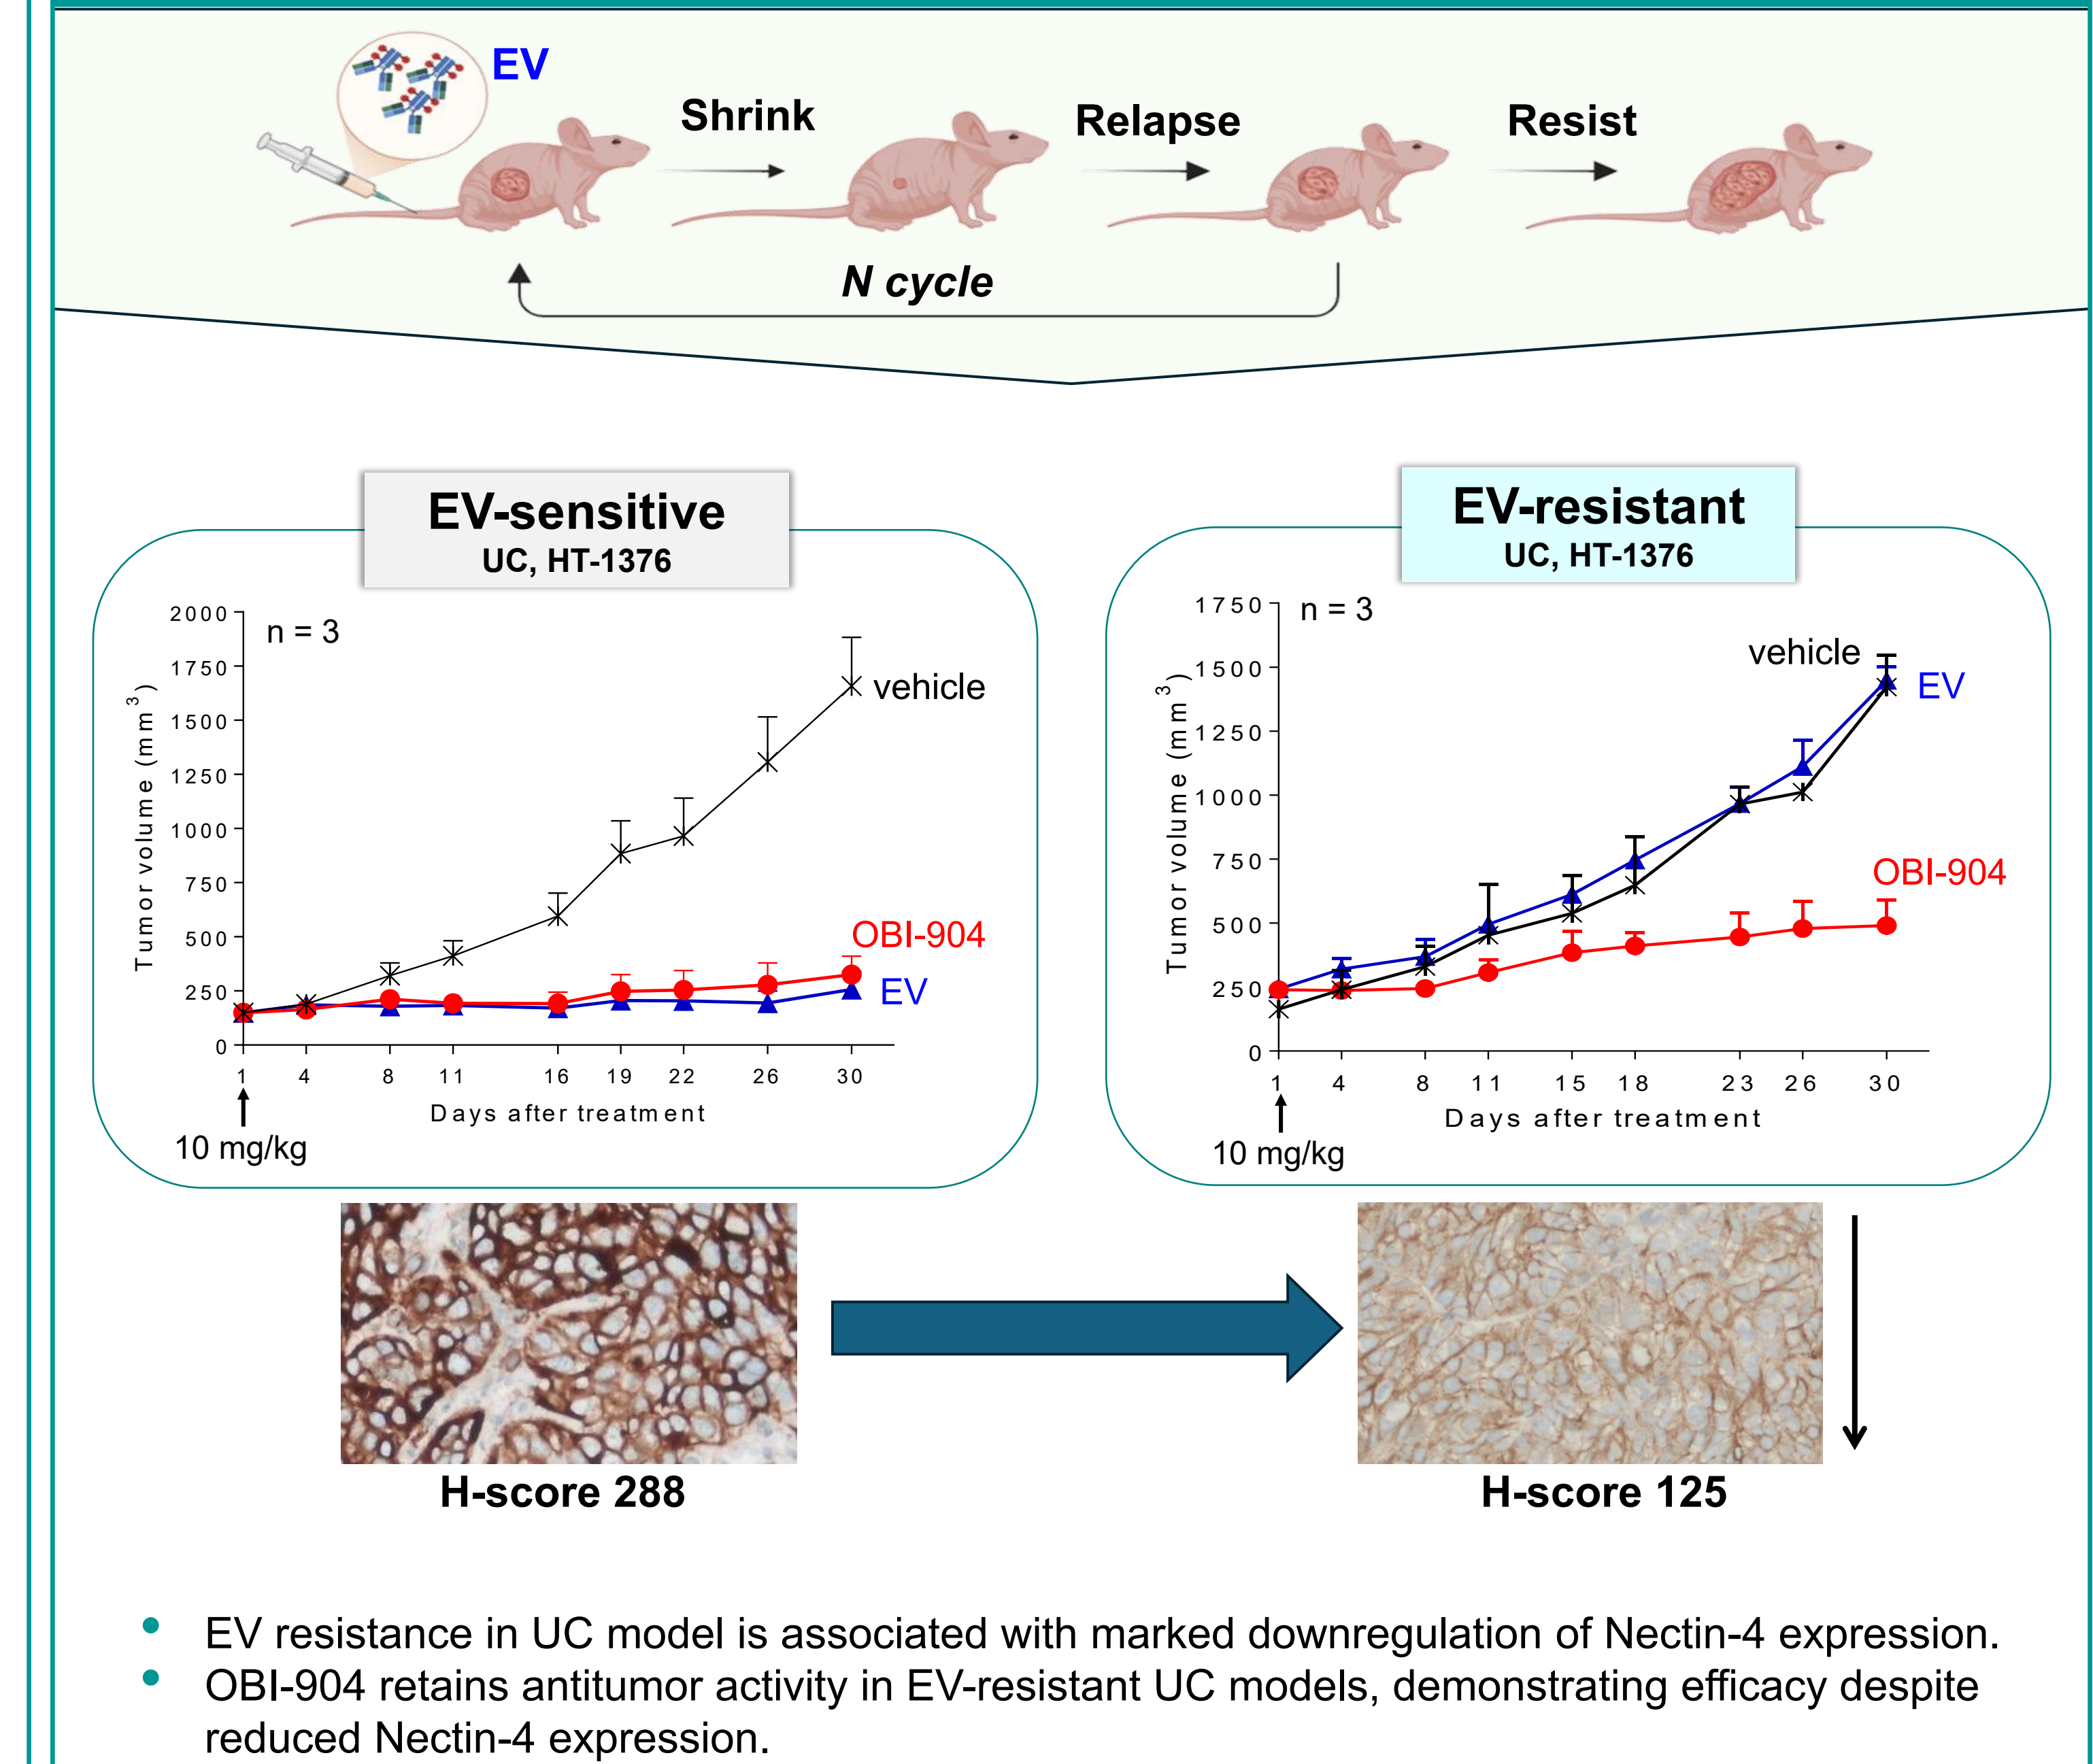 EV
Shrink
Relapse
Resist
N cycle
EV-sensitive
UC, HT-1376
n = 3
Tumor volume (mm³)
2000
1750
1500
1250
1000
750
500
250
0
vehicle
OBI-904
EV
1 4 8 11 16 19 22 26 30
Days after treatment
10 mg/kg
EV-resistant
UC, HT-1376
n = 3
Tumor volume (mm³)
1750
1500
1250
1000
750
500
250
0
vehicle
EV
OBI-904
1 4 8 11 15 18 23 26 30
Days after treatment
10 mg/kg
H-score 288
H-score 125
• EV resistance in UC model is associated with marked downregulation of Nectin-4 expression.
• OBI-904 retains antitumor activity in EV-resistant UC models, demonstrating efficacy despite
reduced Nectin-4 expression.